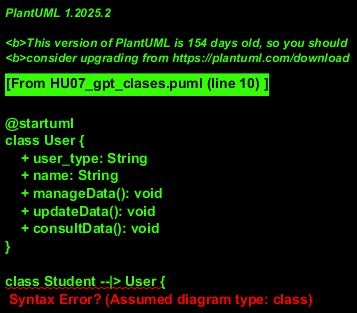 PlantUML 1.2025.2
<b>This version of PlantUML is 154 days old, so you should
<b>consider upgrading from https://plantuml.com/download
[From HU07_gpt_clases.puml (line 10) ]
@startuml
class User {
+ user_type: String
+ name: String
+ manageData(): void
+ updateData(): void
+ consultData(): void
}
class Student --|> User {
Syntax Error? (Assumed diagram type: class)